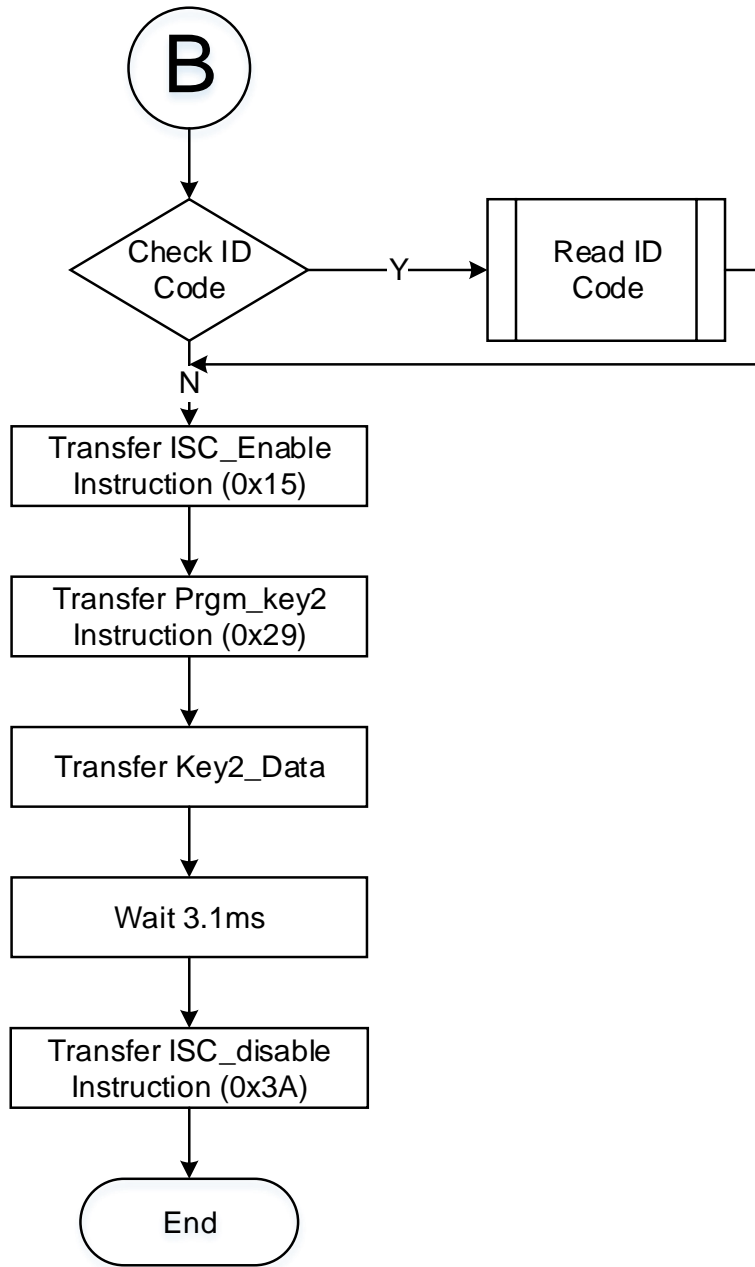 B
Check ID
Code
Y
Read ID
Code
N
Transfer ISC_Enable
Instruction (0x15)
Transfer Prgm_key2
Instruction (0x29)
Transfer Key2_Data
Wait 3.1ms
Transfer ISC_disable
Instruction (0x3A)
End